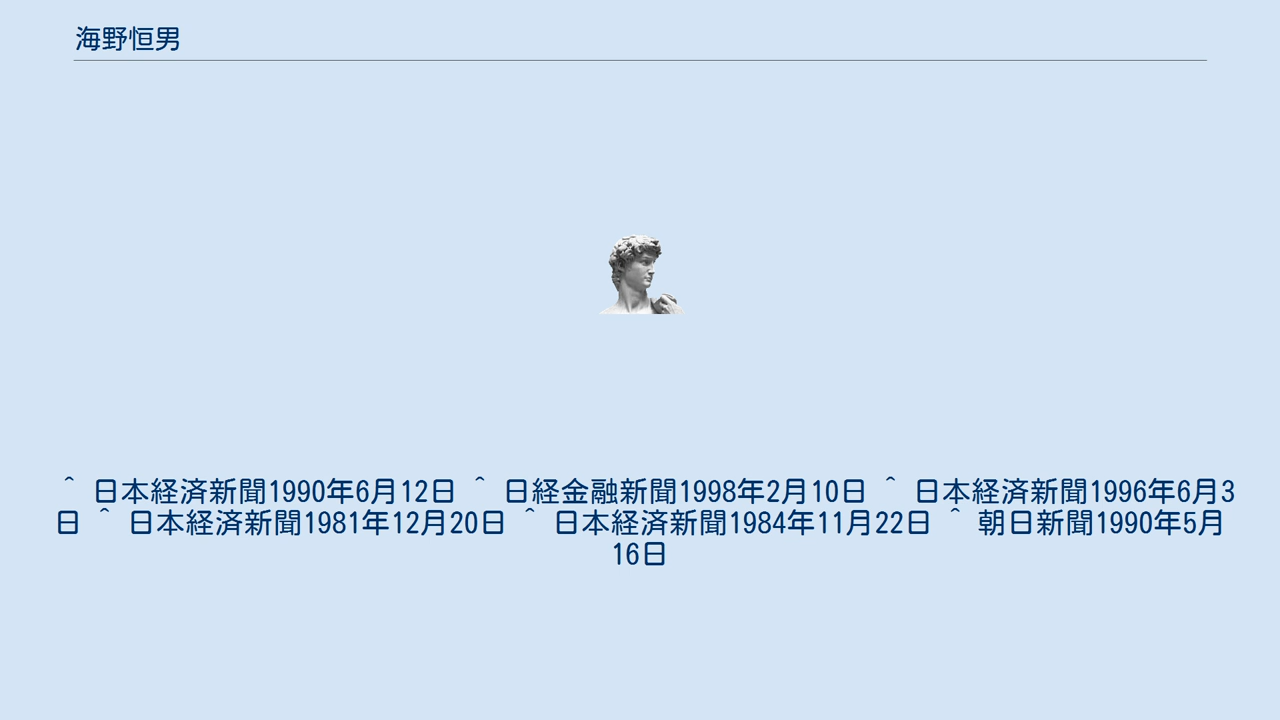 海野恒男
^ 日本経済新聞1990年6月12日 ^ 日経金融新聞1998年2月10日 ^ 日本経済新聞1996年6月3
日 ^ 日本経済新聞1981年12月20日 ^ 日本経済新聞1984年11月22日 ^ 朝日新聞1990年5月
16日